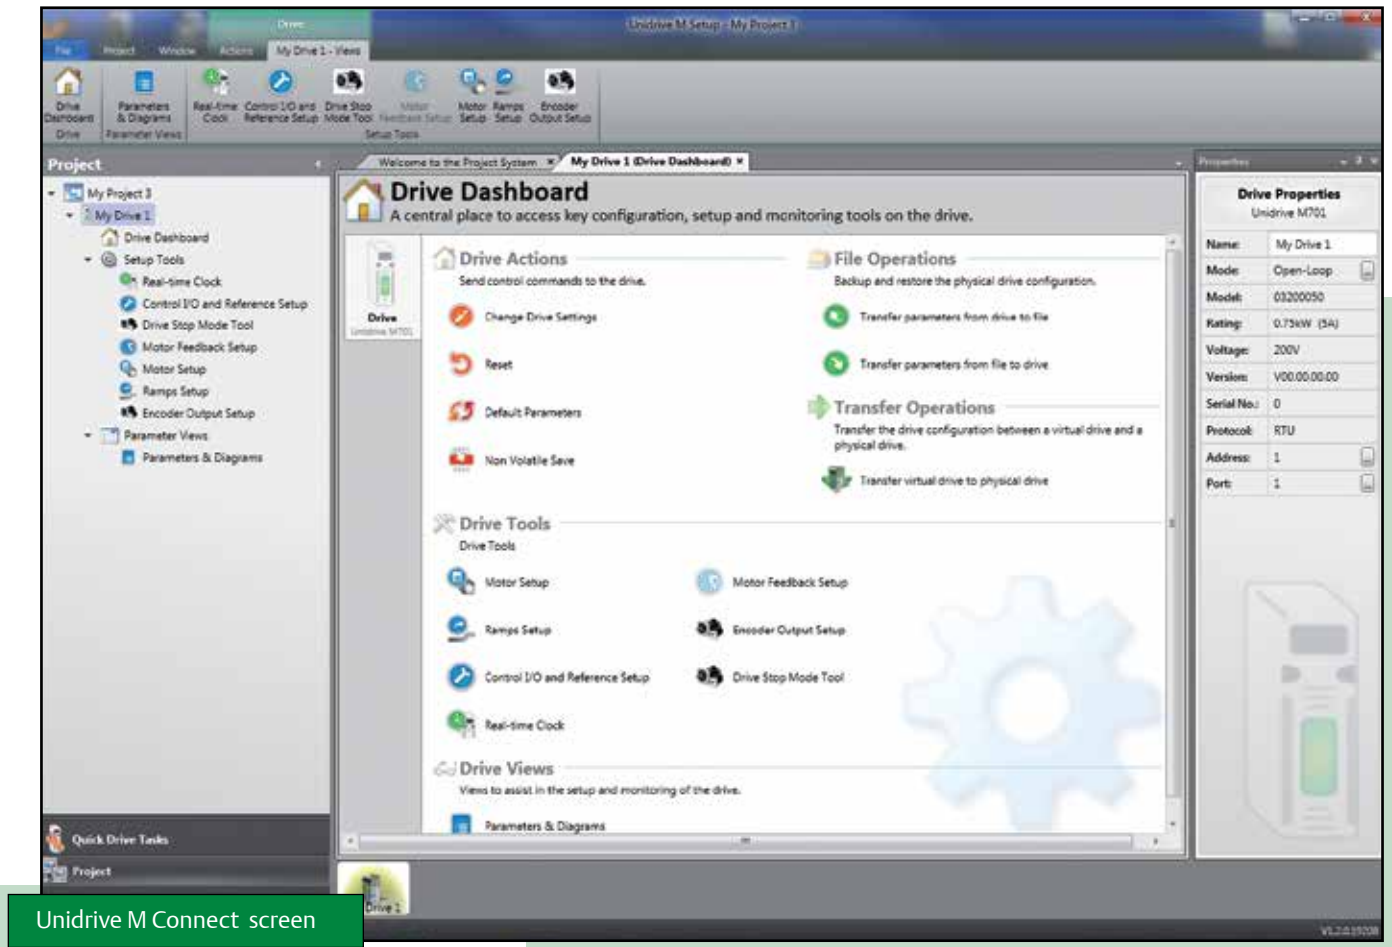 Drive
Unidrive M Setup - My Project 3
File Project Window Actions My Drive 1 - Views
Drive Dashboard
Parameters & Diagrams
Real-time Clock
Control I/O and Reference Setup
Drive Stop Mode Tool
Motor Feedback Setup
Motor Setup
Ramps Setup
Encoder Output Setup
Drive
Parameter Views
Setup Tools
Project
My Project 3
My Drive 1
Drive Dashboard
Setup Tools
Real-time Clock
Control I/O and Reference Setup
Drive Stop Mode Tool
Motor Feedback Setup
Motor Setup
Ramps Setup
Encoder Output Setup
Parameter Views
Parameters & Diagrams
Quick Drive Tasks
Project
Welcome to the Project System
My Drive 1 (Drive Dashboard)
Drive Dashboard
A central place to access key configuration, setup and monitoring tools on the drive.
Drive
Unidrive M701
Drive Actions
Send control commands to the drive.
Change Drive Settings
Reset
Default Parameters
Non Volatile Save
File Operations
Backup and restore the physical drive configuration.
Transfer parameters from drive to file
Transfer parameters from file to drive
Transfer Operations
Transfer the drive configuration between a virtual drive and a
physical drive.
Transfer virtual drive to physical drive
Drive Tools
Drive Tools
Motor Setup
Motor Feedback Setup
Ramps Setup
Encoder Output Setup
Control I/O and Reference Setup
Drive Stop Mode Tool
Real-time Clock
Drive Views
Views to assist in the setup and monitoring of the drive.
Parameters & Diagrams
Drive 1
Properties
Drive Properties
Unidrive M701
Name: My Drive 1
Mode: Open-Loop
Model: 03200050
Rating: 0.75kW (5A)
Voltage: 200V
Version: V00.00.00.00
Serial No.: 0
Protocol: RTU
Address: 1
Port: 1
Unidrive M Connect screen